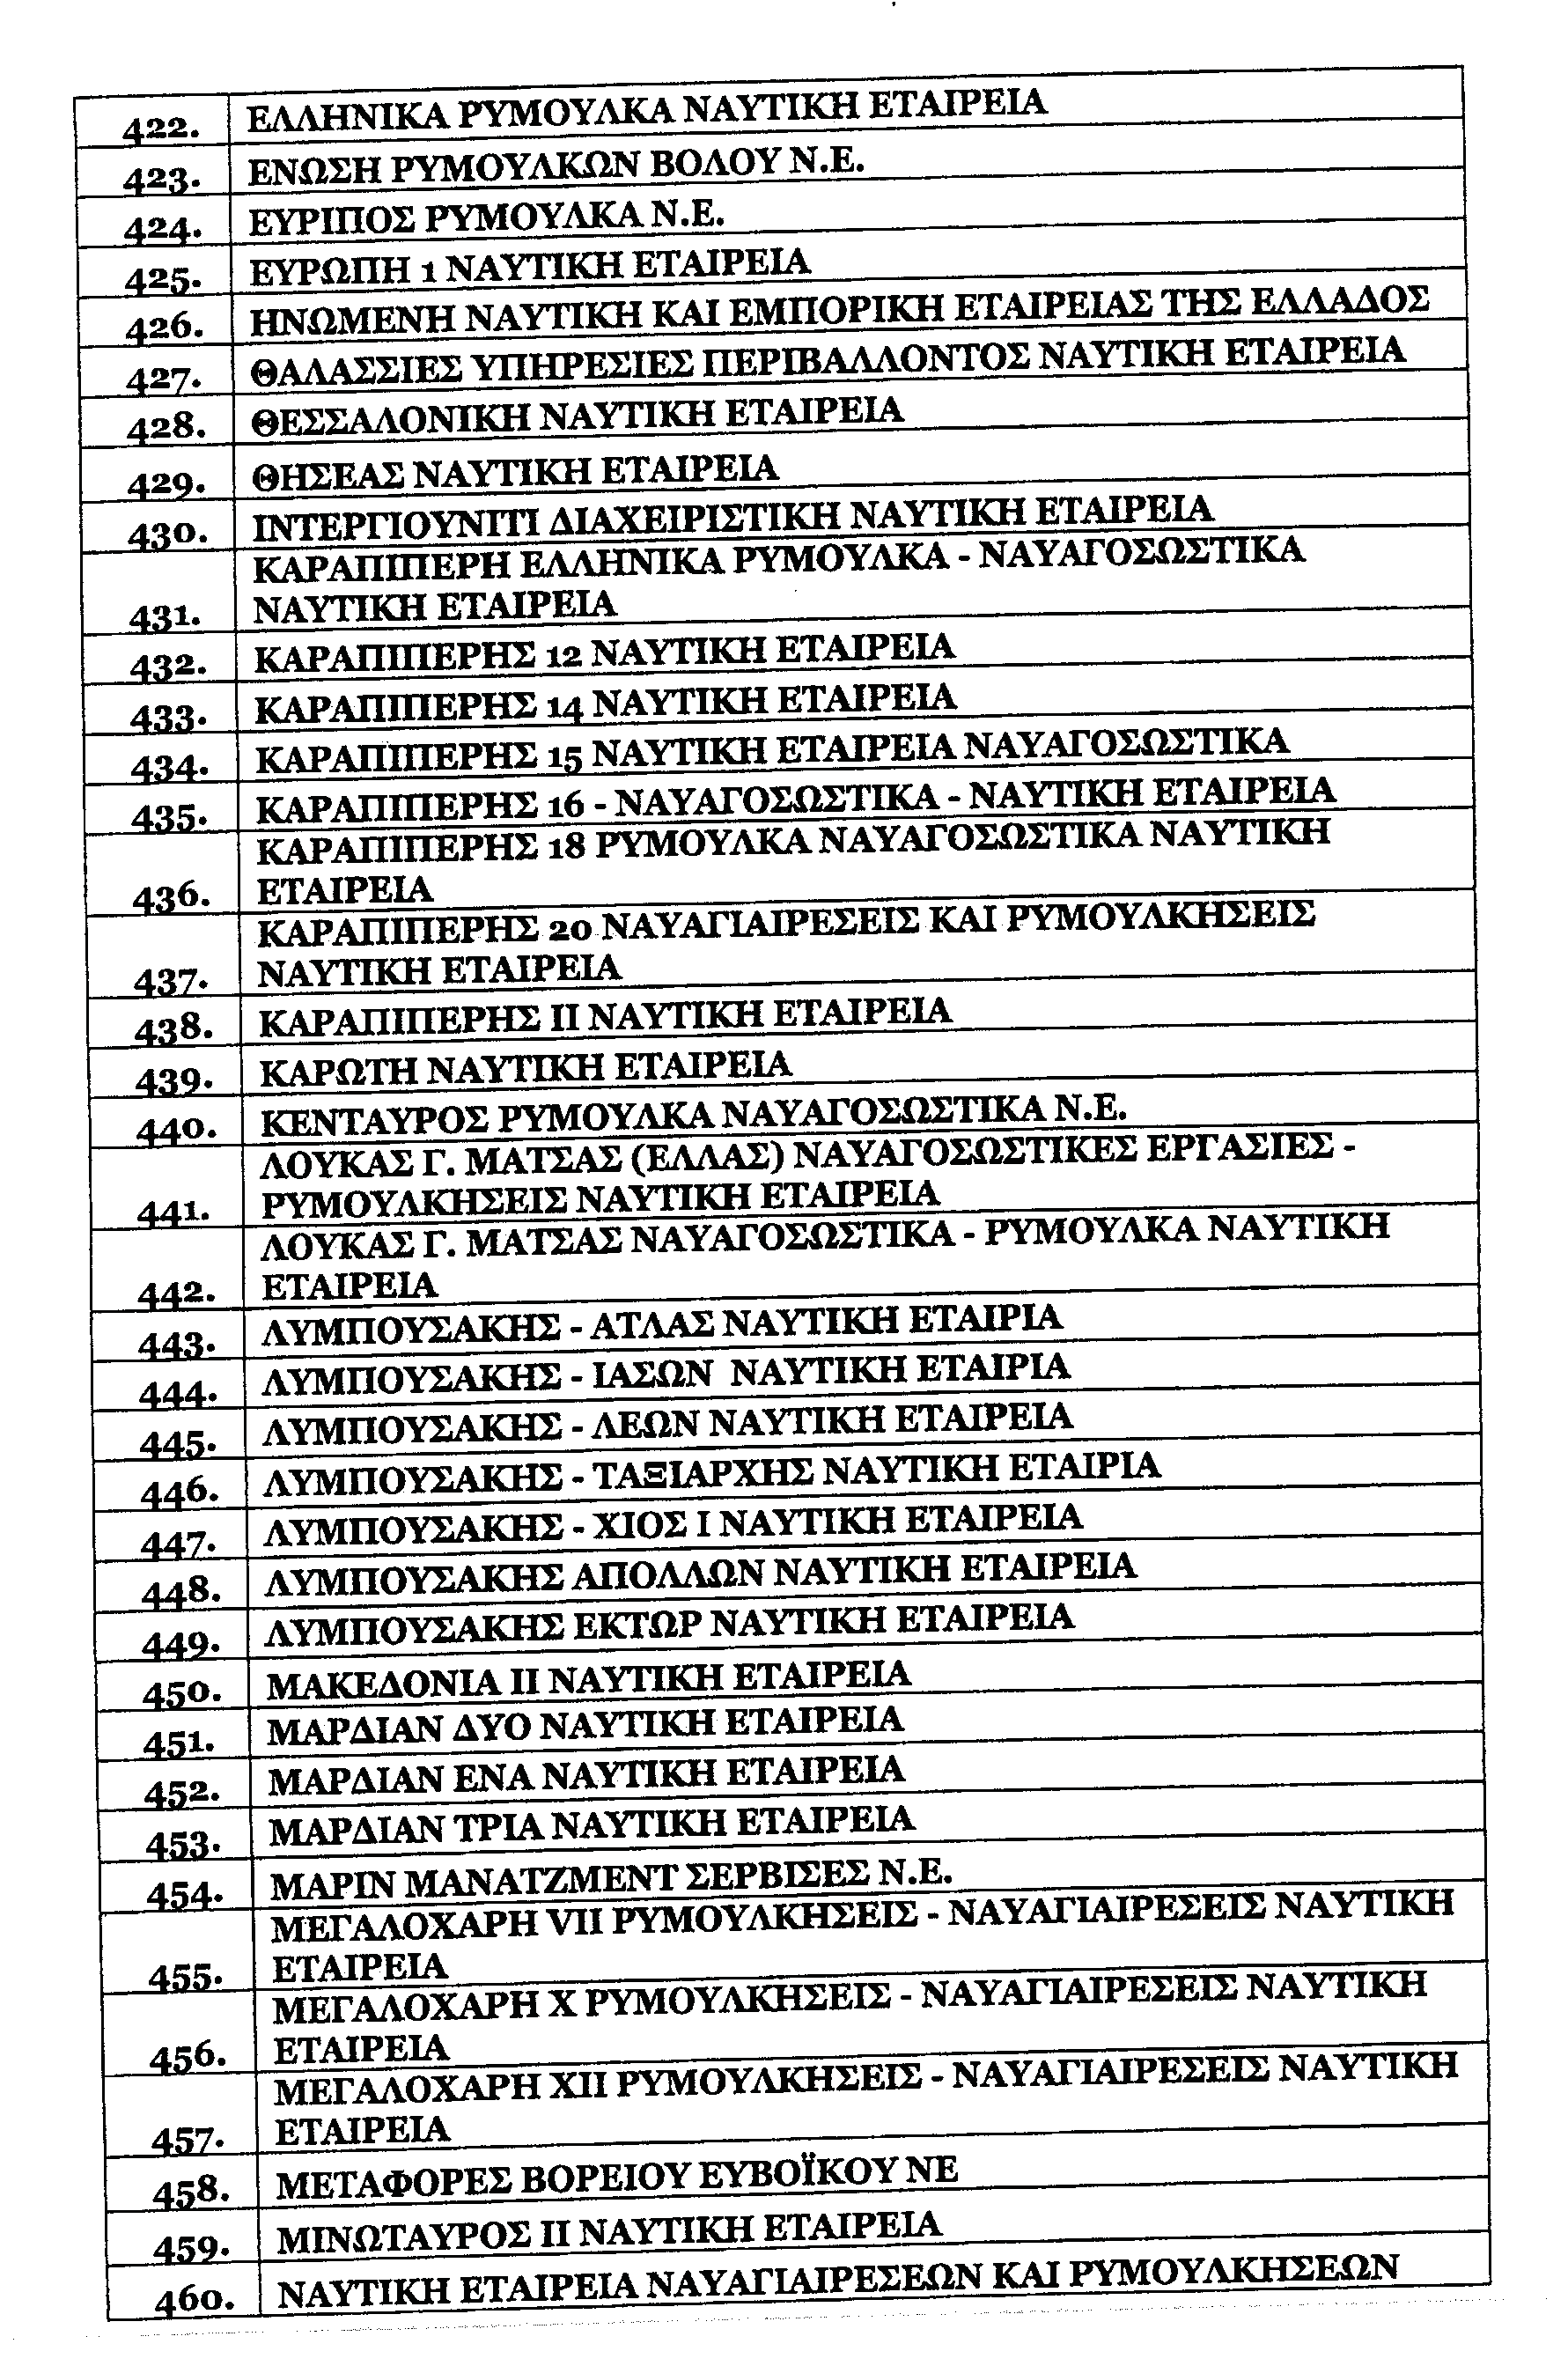 422. ΕΛΛΗΝΙΚΑ ΡΥΜΟΥΛΚΑ ΝΑΥΤΙΚΗ ΕΤΑΙΡΕΙΑ
423. ΕΝΩΣΗ ΡΥΜΟΥΛΚΩΝ ΒΟΛΟΥ Ν.Ε.
424. ΕΥΡΙΠΟΣ ΡΥΜΟΥΛΚΑ Ν.Ε.
425. ΕΥΡΩΠΗ 1 ΝΑΥΤΙΚΗ ΕΤΑΙΡΕΙΑ
426. ΗΝΩΜΕΝΗ ΝΑΥΤΙΚΗ ΚΑΙ ΕΜΠΟΡΙΚΗ ΕΤΑΙΡΕΙΑΣ ΤΗΣ ΕΛΛΑΔΟΣ
427. ΘΑΛΑΣΣΙΕΣ ΥΠΗΡΕΣΙΕΣ ΠΕΡΙΒΑΛΛΟΝΤΟΣ ΝΑΥΤΙΚΗ ΕΤΑΙΡΕΙΑ
428. ΘΕΣΣΑΛΟΝΙΚΗ ΝΑΥΤΙΚΗ ΕΤΑΙΡΕΙΑ
429. ΘΗΣΕΑΣ ΝΑΥΤΙΚΗ ΕΤΑΙΡΕΙΑ
430. ΙΝΤΕΡΓΙΟΥΝΙΤΙ ΔΙΑΧΕΙΡΙΣΤΙΚΗ ΝΑΥΤΙΚΗ ΕΤΑΙΡΕΙΑ
ΚΑΡΑΠΙΠΕΡΗ ΕΛΛΗΝΙΚΑ ΡΥΜΟΥΛΚΑ - ΝΑΥΑΓΟΣΩΣΤΙΚΑ
431. ΝΑΥΤΙΚΗ ΕΤΑΙΡΕΙΑ
432. ΚΑΡΑΠΙΠΕΡΗΣ 12 ΝΑΥΤΙΚΗ ΕΤΑΙΡΕΙΑ
433. ΚΑΡΑΠΙΠΕΡΗΣ 14 ΝΑΥΤΙΚΗ ΕΤΑΙΡΕΙΑ
434. ΚΑΡΑΠΙΠΕΡΗΣ 15 ΝΑΥΤΙΚΗ ΕΤΑΙΡΕΙΑ ΝΑΥΑΓΟΣΩΣΤΙΚΑ
435. ΚΑΡΑΠΙΠΕΡΗΣ 16 - ΝΑΥΑΓΟΣΩΣΤΙΚΑ - ΝΑΥΤΙΚΗ ΕΤΑΙΡΕΙΑ
ΚΑΡΑΠΙΠΕΡΗΣ 18 ΡΥΜΟΥΛΚΑ ΝΑΥΑΓΟΣΩΣΤΙΚΑ ΝΑΥΤΙΚΗ
436. ΕΤΑΙΡΕΙΑ
ΚΑΡΑΠΙΠΕΡΗΣ 20 ΝΑΥΑΓΙΑΙΡΕΣΕΙΣ ΚΑΙ ΡΥΜΟΥΛΚΗΣΕΙΣ
437. ΝΑΥΤΙΚΗ ΕΤΑΙΡΕΙΑ
438. ΚΑΡΑΠΙΠΕΡΗΣ ΙΙ ΝΑΥΤΙΚΗ ΕΤΑΙΡΕΙΑ
439. ΚΑΡΩΤΗ ΝΑΥΤΙΚΗ ΕΤΑΙΡΕΙΑ
440. ΚΕΝΤΑΥΡΟΣ ΡΥΜΟΥΛΚΑ ΝΑΥΑΓΟΣΩΣΤΙΚΑ Ν.Ε.
ΛΟΥΚΑΣ Γ. ΜΑΤΣΑΣ (ΕΛΛΑΣ) ΝΑΥΑΓΟΣΩΣΤΙΚΕΣ ΕΡΓΑΣΙΕΣ -
441. ΡΥΜΟΥΛΚΗΣΕΙΣ ΝΑΥΤΙΚΗ ΕΤΑΙΡΕΙΑ
ΛΟΥΚΑΣ Γ. ΜΑΤΣΑΣ ΝΑΥΑΓΟΣΩΣΤΙΚΑ - ΡΥΜΟΥΛΚΑ ΝΑΥΤΙΚΗ
442. ΕΤΑΙΡΕΙΑ
443. ΛΥΜΠΟΥΣΑΚΗΣ - ΑΤΛΑΣ ΝΑΥΤΙΚΗ ΕΤΑΙΡΙΑ
444. ΛΥΜΠΟΥΣΑΚΗΣ - ΙΑΣΩΝ ΝΑΥΤΙΚΗ ΕΤΑΙΡΙΑ
445. ΛΥΜΠΟΥΣΑΚΗΣ - ΛΕΩΝ ΝΑΥΤΙΚΗ ΕΤΑΙΡΕΙΑ
446. ΛΥΜΠΟΥΣΑΚΗΣ - ΤΑΞΙΑΡΧΗΣ ΝΑΥΤΙΚΗ ΕΤΑΙΡΙΑ
447. ΛΥΜΠΟΥΣΑΚΗΣ - ΧΙΟΣ Ι ΝΑΥΤΙΚΗ ΕΤΑΙΡΕΙΑ
448. ΛΥΜΠΟΥΣΑΚΗΣ ΑΠΟΛΛΩΝ ΝΑΥΤΙΚΗ ΕΤΑΙΡΕΙΑ
449. ΛΥΜΠΟΥΣΑΚΗΣ ΕΚΤΩΡ ΝΑΥΤΙΚΗ ΕΤΑΙΡΕΙΑ
450. ΜΑΚΕΔΟΝΙΑ ΙΙ ΝΑΥΤΙΚΗ ΕΤΑΙΡΕΙΑ
451. ΜΑΡΔΙΑΝ ΔΥΟ ΝΑΥΤΙΚΗ ΕΤΑΙΡΕΙΑ
452. ΜΑΡΔΙΑΝ ΕΝΑ ΝΑΥΤΙΚΗ ΕΤΑΙΡΕΙΑ
453. ΜΑΡΔΙΑΝ ΤΡΙΑ ΝΑΥΤΙΚΗ ΕΤΑΙΡΕΙΑ
454. ΜΑΡΙΝ ΜΑΝΑΤΖΜΕΝΤ ΣΕΡΒΙΣΕΣ Ν.Ε.
ΜΕΓΑΛΟΧΑΡΗ VII ΡΥΜΟΥΛΚΗΣΕΙΣ - ΝΑΥΑΓΙΑΙΡΕΣΕΙΣ ΝΑΥΤΙΚΗ
455. ΕΤΑΙΡΕΙΑ
ΜΕΓΑΛΟΧΑΡΗ Χ ΡΥΜΟΥΛΚΗΣΕΙΣ - ΝΑΥΑΓΙΑΙΡΕΣΕΙΣ ΝΑΥΤΙΚΗ
456. ΕΤΑΙΡΕΙΑ
ΜΕΓΑΛΟΧΑΡΗ ΧΙΙ ΡΥΜΟΥΛΚΗΣΕΙΣ - ΝΑΥΑΓΙΑΙΡΕΣΕΙΣ ΝΑΥΤΙΚΗ
457. ΕΤΑΙΡΕΙΑ
458. ΜΕΤΑΦΟΡΕΣ ΒΟΡΕΙΟΥ ΕΥΒΟΪΚΟΥ ΝΕ
459. ΜΙΝΩΤΑΥΡΟΣ ΙΙ ΝΑΥΤΙΚΗ ΕΤΑΙΡΕΙΑ
460. ΝΑΥΤΙΚΗ ΕΤΑΙΡΕΙΑ ΝΑΥΑΓΙΑΙΡΕΣΕΩΝ ΚΑΙ ΡΥΜΟΥΛΚΗΣΕΩΝ